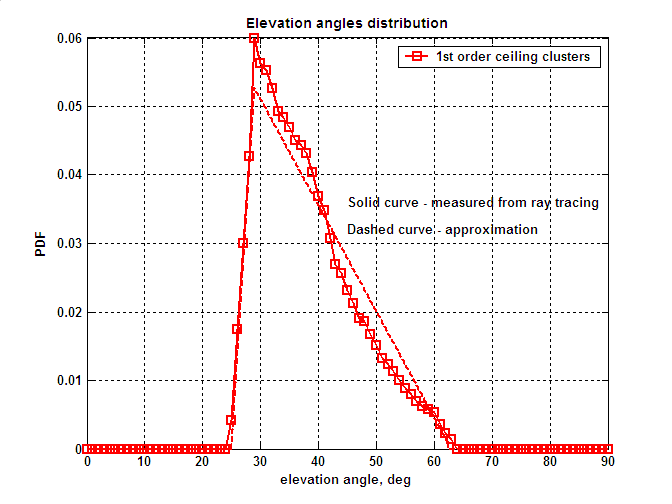 Elevation angles distribution
0.06
1st order ceiling clusters
0.05
0.04
Solid curve - measured from ray tracing
Dashed curve - approximation
PDF
0.03
0.02
0.01
0
0 10 20 30 40 50 60 70 80 90
elevation angle, deg